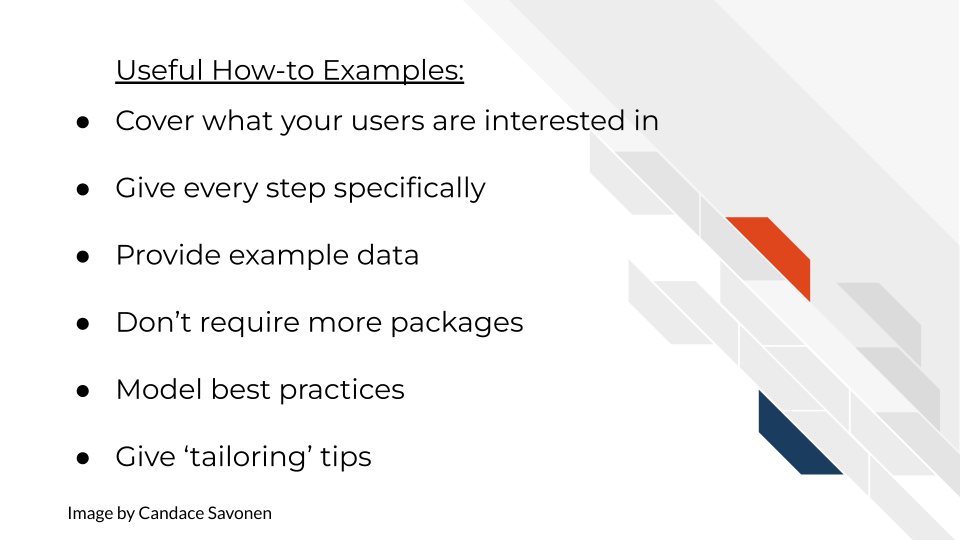 Useful How-to Examples:
● Cover what your users are interested in
● Give every step specifically
● Provide example data
● Don’t require more packages
● Model best practices
● Give ‘tailoring’ tips
Image by Candace Savonen